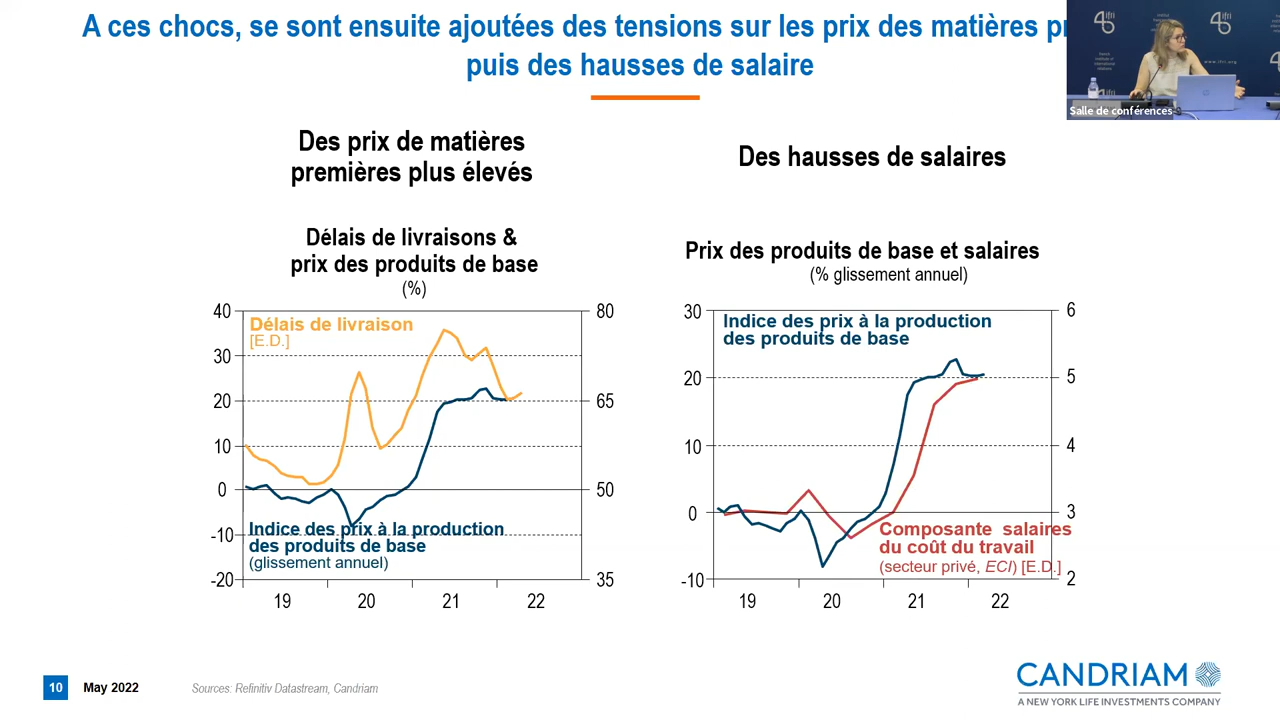 A ces chocs, se sont ensuite ajoutées des tensions sur les prix des matières
puis des hausses de salaire
ifri
ifri
www.ifri.org
Salle de conférences
Des prix de matières
premières plus élevés
Des hausses de salaires
Délais de livraisons &
prix des produits de base
(%)
Prix des produits de base et salaires
(% glissement annuel)
40
30
20
10
0
-10
-20
80
65
50
35
Délais de livraison
[E.D.]
Indice des prix à la production
des produits de base
(glissement annuel)
19 20 21 22
30
20
10
0
-10
6
5
4
3
2
Indice des prix à la production
des produits de base
Composante salaires
du coût du travail
(secteur privé, ECI) [E.D.]
19 20 21 22
10 May 2022
Sources: Refinitiv Datastream, Candriam
CANDRIAM
A NEW YORK LIFE INVESTMENTS COMPANY